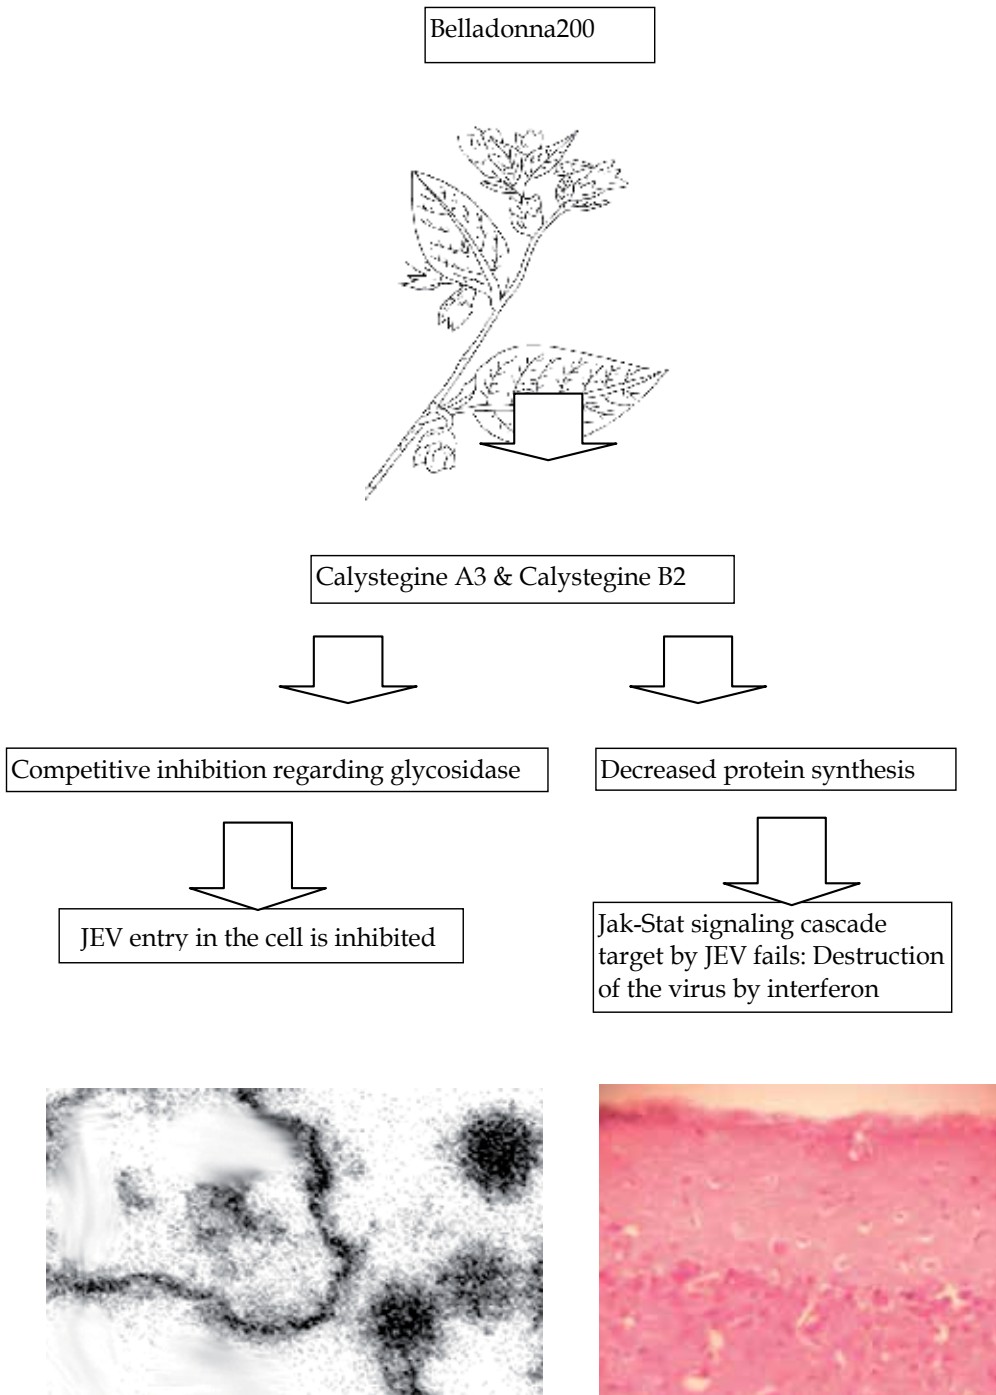 Belladonna200
Calystegine A3 & Calystegine B2
Competitive inhibition regarding glycosidase
Decreased protein synthesis
JEV entry in the cell is inhibited
Jak-Stat signaling cascade
target by JEV fails: Destruction
of the virus by interferon